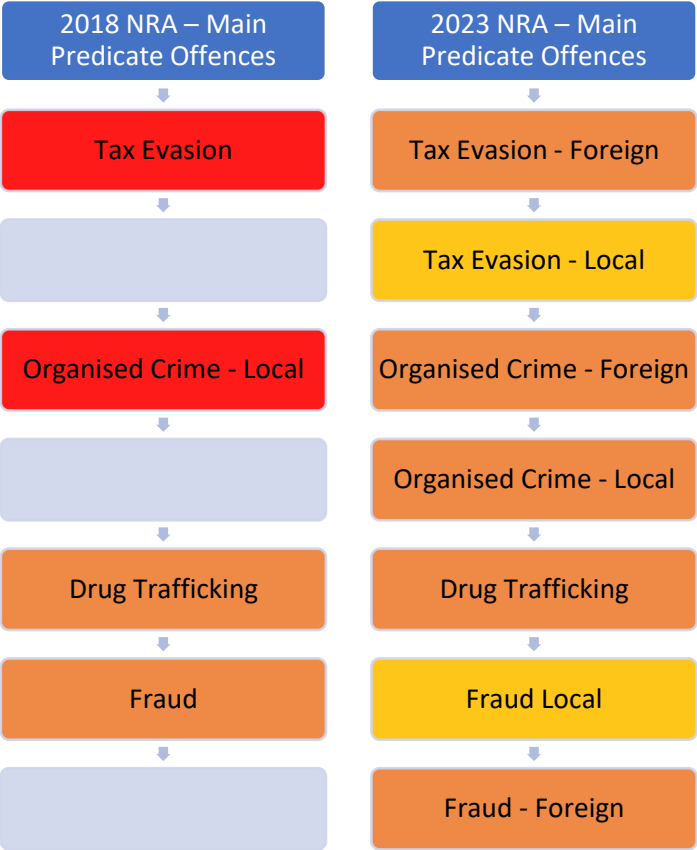 2018 NRA – Main
Predicate Offences
Tax Evasion
Organised Crime - Local
Drug Trafficking
Fraud
2023 NRA – Main
Predicate Offences
Tax Evasion - Foreign
Tax Evasion - Local
Organised Crime - Foreign
Organised Crime - Local
Drug Trafficking
Fraud Local
Fraud - Foreign